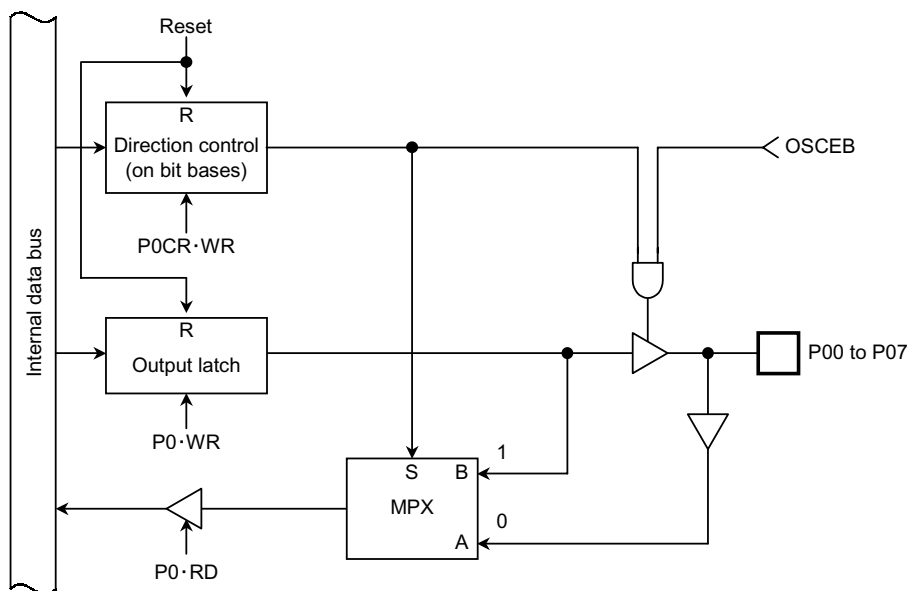 Reset
R
Direction control
(on bit bases)
OSCEB
P0CR·WR
Internal data bus
R
Output latch
P00 to P07
P0·WR
1
S
B
MPX
0
A
P0·RD